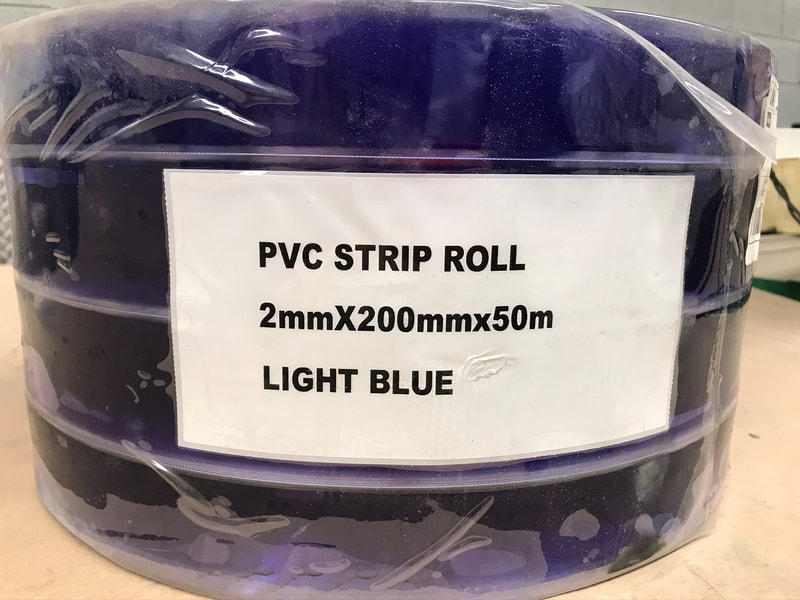 PVC STRIP ROLL
2mmX200mmx50m
LIGHT BLUE